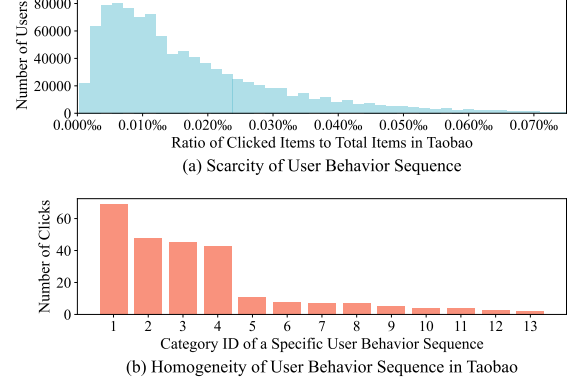 80000
60000
40000
20000
0
Number of Users
0.000‰ 0.010‰ 0.020‰ 0.030‰ 0.040‰ 0.050‰ 0.060‰ 0.070‰
Ratio of Clicked Items to Total Items in Taobao
(a) Scarcity of User Behavior Sequence
60
40
20
0
Number of Clicks
1 2 3 4 5 6 7 8 9 10 11 12 13
Category ID of a Specific User Behavior Sequence
(b) Homogeneity of User Behavior Sequence in Taobao